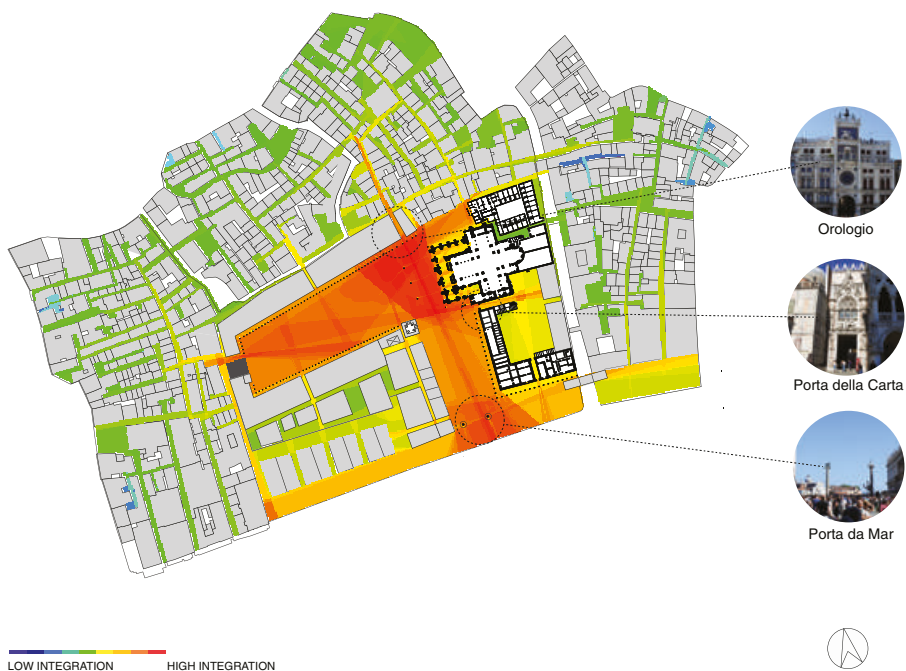 Orologio
Porta della Carta
Porta da Mar
LOW INTEGRATION HIGH INTEGRATION